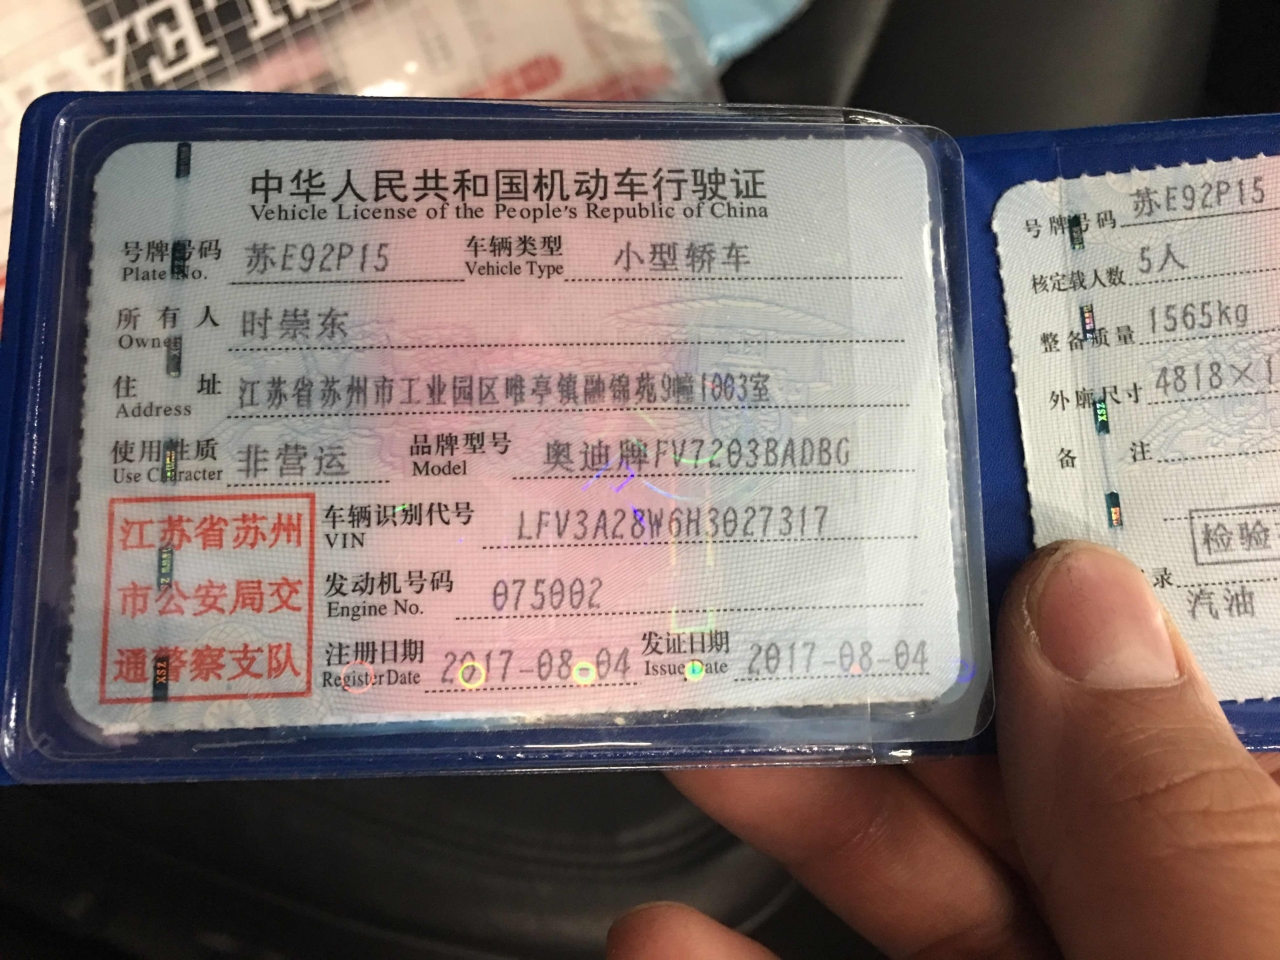 中华人民共和国机动车行驶证
Vehicle License of the People's Republic of China
号牌号码 苏E92P15 车辆类型 小型轿车
Plate No. Vehicle Type
所有人 时崇东
Owner
住址 江苏省苏州市工业园区唯亭镇融锦苑9幢1003室
Address
使用性质 非营运 品牌型号 奥迪牌FV7203BADBG
Use Character Model
江苏省苏州
市公安局交
通警察支队
车辆识别代号 LFV3A28W6H3027317
VIN
发动机号码 075002
Engine No.
注册日期 2017-08-04 发证日期 2017-08-04
Register Date Issue Date
号牌号码 苏E92P15
核定载人数 5人
整备质量 1565kg
外廓尺寸 4818×1
备注
检验
录
汽油